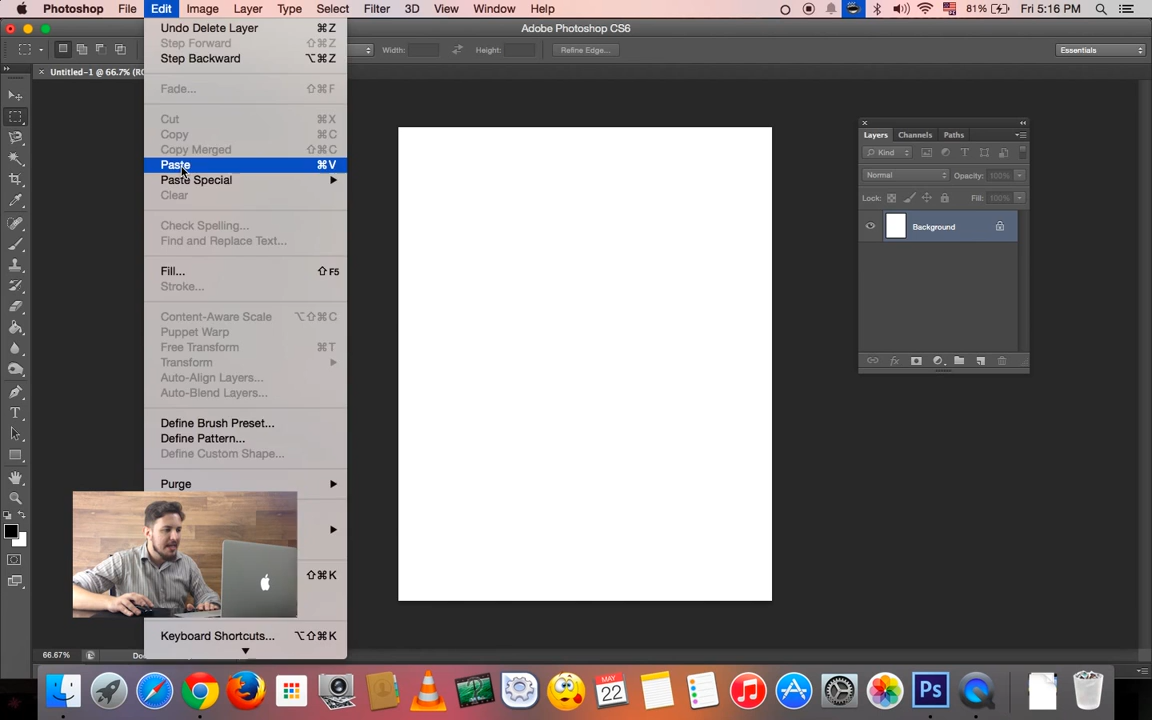 Photoshop File Edit Image Layer Type Select Filter 3D View Window Help 81% Fri 5:16 PM
Adobe Photoshop CS6
Width: Height: Refine Edge... Essentials
Untitled-1 @ 66.7% (RG
Undo Delete Layer ⌘Z
Step Forward ⇧⌘Z
Step Backward ⌥⌘Z
Fade... ⇧⌘F
Cut ⌘X
Copy ⌘C
Copy Merged ⇧⌘C
Paste ⌘V
Paste Special
Clear
Check Spelling...
Find and Replace Text...
Fill... ⇧F5
Stroke...
Content-Aware Scale ⌥⇧⌘C
Puppet Warp
Free Transform ⌘T
Transform
Auto-Align Layers...
Auto-Blend Layers...
Define Brush Preset...
Define Pattern...
Define Custom Shape...
Purge
⇧⌘K
Keyboard Shortcuts... ⌥⇧⌘K
Layers Channels Paths
Kind
Normal Opacity: 100%
Lock: Fill: 100%
Background
66.67% Do
MAY
22
Ps